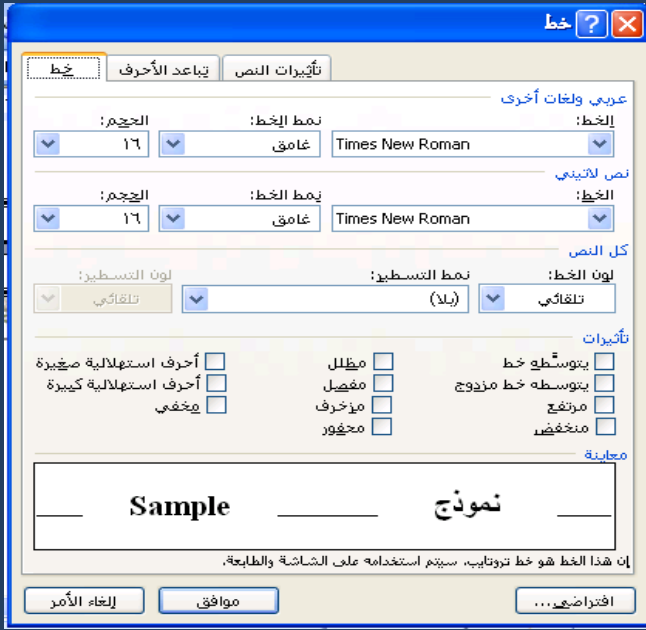 خط
خط تباعد الأحرف تأثيرات النص
عربي ولغات أخرى
الخط: نمط الخط: الحجم:
Times New Roman غامق ١٦
نص لاتيني
الخط: نمط الخط: الحجم:
Times New Roman غامق ١٦
كل النص
لون الخط: نمط التسطير: لون التسطير:
تلقائي (بلا) تلقائي
تأثيرات
يتوسطه خط مظلل أحرف استهلالية صغيرة
يتوسطه خط مزدوج مفصل أحرف استهلالية كبيرة
مرتفع مزخرف مخفي
منخفض محفور
معاينة
نموذج Sample
إن هذا الخط هو خط تروتايب. سيتم استخدامه على الشاشة والطابعة.
افتراضي... موافق إلغاء الأمر